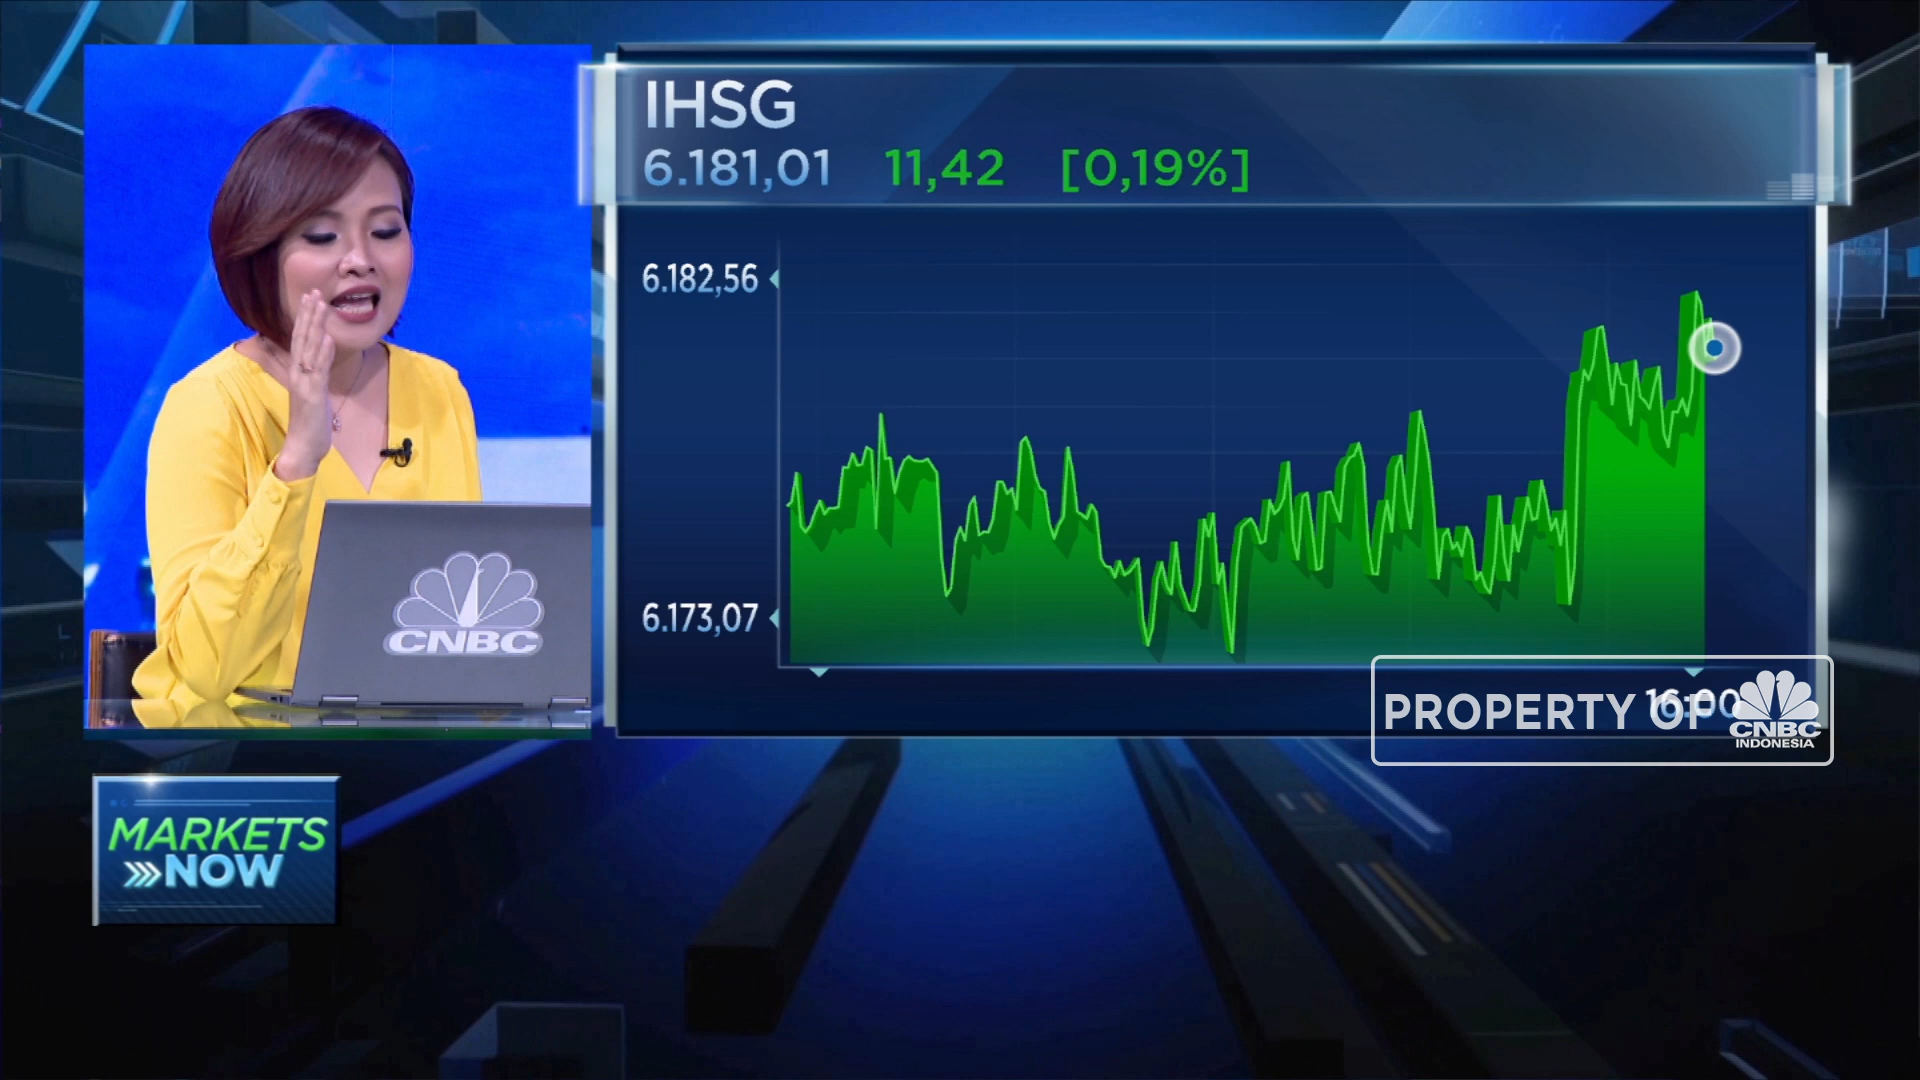 IHSG
6.181,01 11,42 [0,19%]
6.182,56
6.173,07
16:00
PROPERTY OF CNBC
INDONESIA
CNBC
MARKETS
NOW